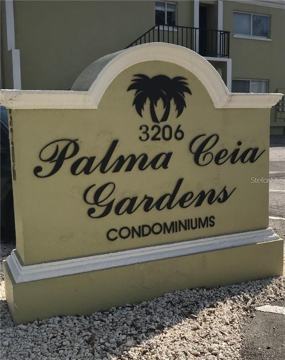 3206
Palma Ceia
Gardens
CONDOMINIUMS